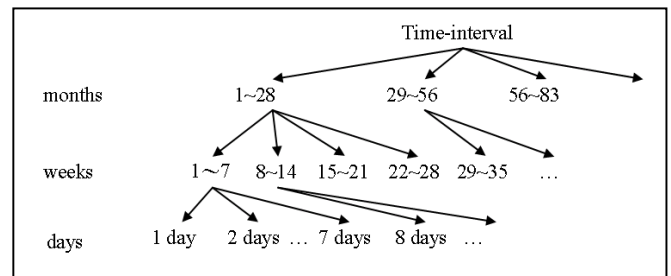 Time-interval
months 1~28 29~56 56~83
weeks 1～7 8~14 15~21 22~28 29~35 …
days 1 day 2 days … 7 days 8 days …